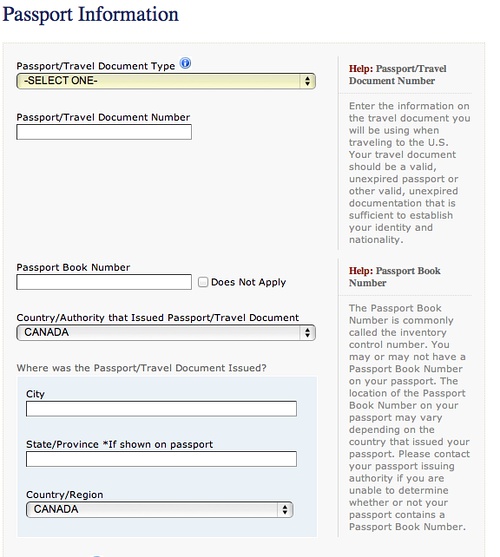 Passport Information
Passport/Travel Document Type
-SELECT ONE-
Passport/Travel Document Number
Help: Passport/Travel
Document Number
Enter the information on
the travel document you
will be using when
traveling to the U.S.
Your travel document
should be a valid,
unexpired passport or
other valid, unexpired
documentation that is
sufficient to establish
your identity and
nationality.
Passport Book Number
Does Not Apply
Country/Authority that Issued Passport/Travel Document
CANADA
Where was the Passport/Travel Document Issued?
City
State/Province *If shown on passport
Country/Region
CANADA
Help: Passport Book
Number
The Passport Book
Number is commonly
called the inventory
control number. You
may or may not have a
Passport Book Number
on your passport. The
location of the Passport
Book Number on your
passport may vary
depending on the
country that issued your
passport. Please contact
your passport issuing
authority if you are
unable to determine
whether or not your
passport contains a
Passport Book Number.